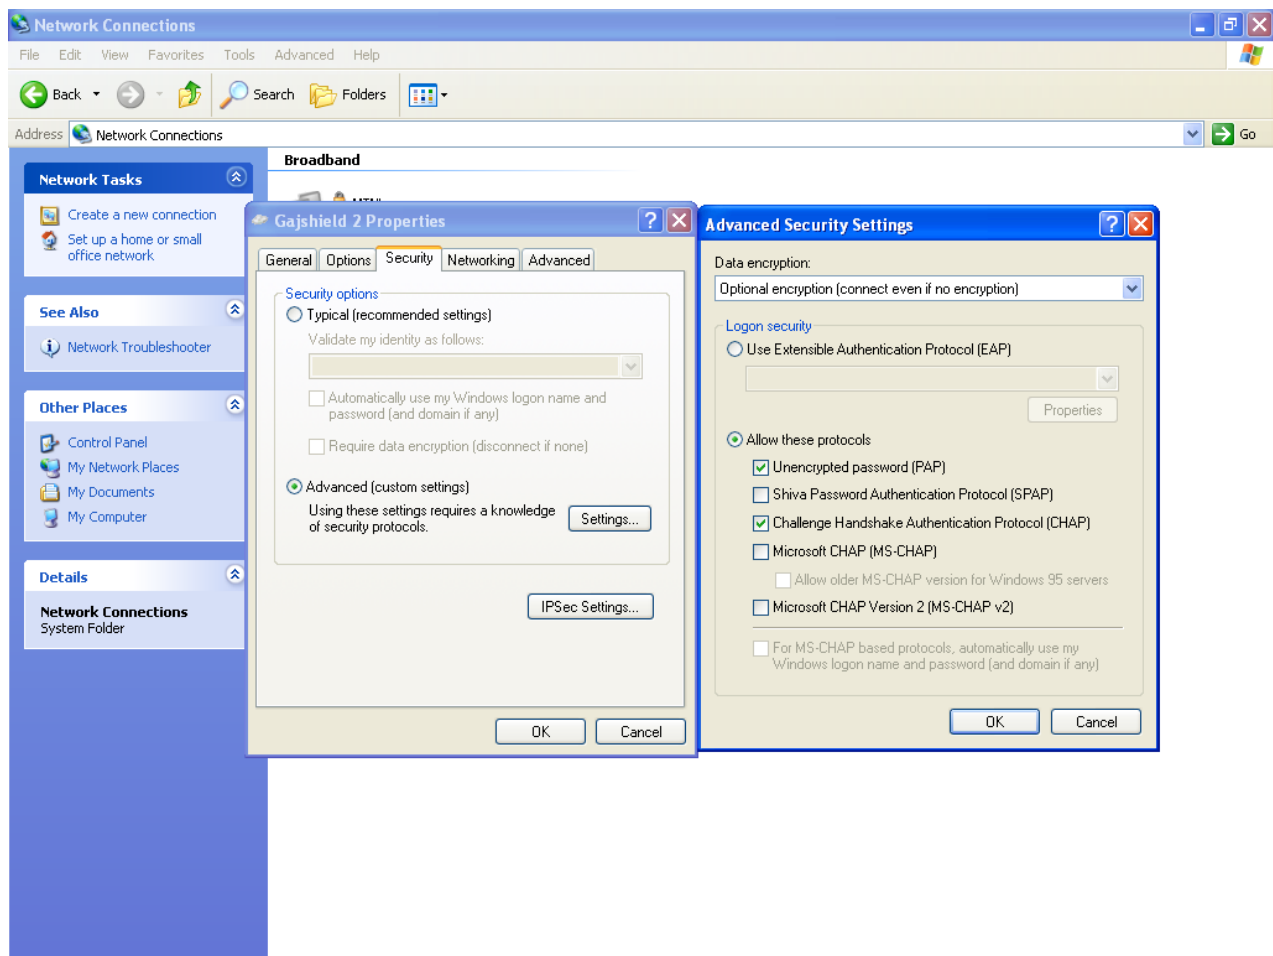 Network Connections
File Edit View Favorites Tools Advanced Help
Back Search Folders
Address Network Connections Go
Network Tasks
Create a new connection
Set up a home or small
office network
See Also
Network Troubleshooter
Other Places
Control Panel
My Network Places
My Documents
My Computer
Details
Network Connections
System Folder
Broadband
Gajshield 2 Properties
General Options Security Networking Advanced
Security options
Typical (recommended settings)
Validate my identity as follows:
Automatically use my Windows logon name and
password (and domain if any)
Require data encryption (disconnect if none)
Advanced (custom settings)
Using these settings requires a knowledge
of security protocols.
Settings...
IPSec Settings...
OK Cancel
Advanced Security Settings
Data encryption:
Optional encryption (connect even if no encryption)
Logon security
Use Extensible Authentication Protocol (EAP)
Properties
Allow these protocols
Unencrypted password (PAP)
Shiva Password Authentication Protocol (SPAP)
Challenge Handshake Authentication Protocol (CHAP)
Microsoft CHAP (MS-CHAP)
Allow older MS-CHAP version for Windows 95 servers
Microsoft CHAP Version 2 (MS-CHAP v2)
For MS-CHAP based protocols, automatically use my
Windows logon name and password (and domain if any)
OK Cancel